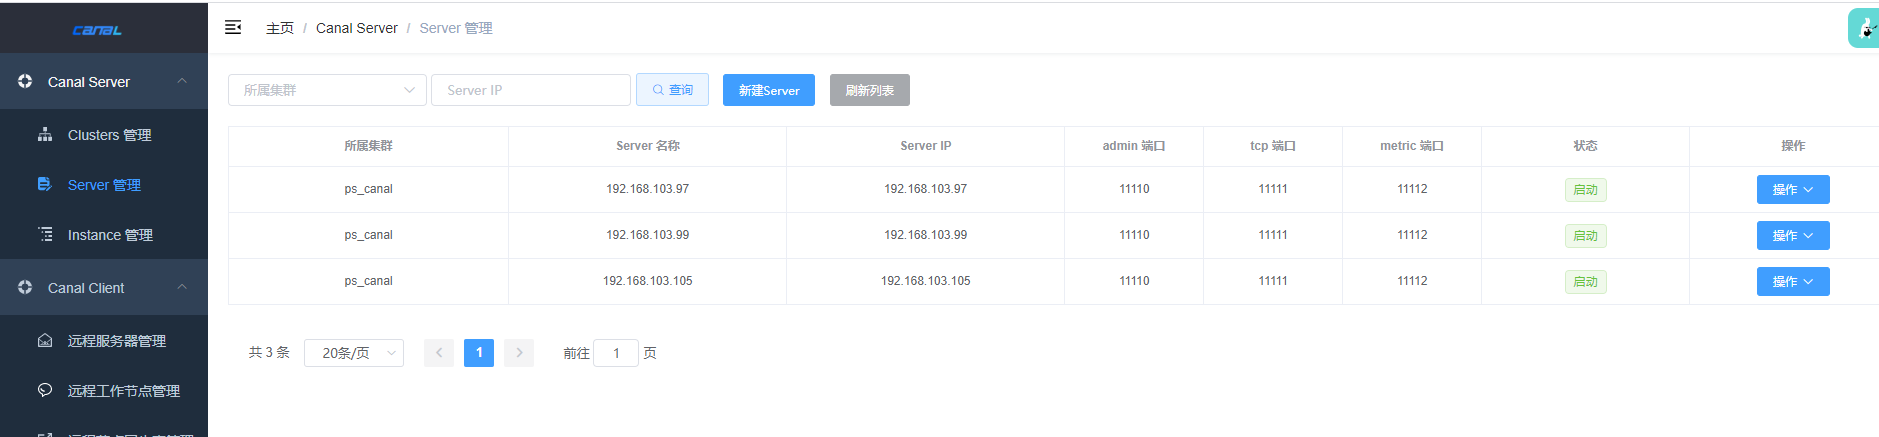 canal
主页 / Canal Server / Server 管理
Canal Server
Clusters 管理
Server 管理
Instance 管理
Canal Client
远程服务器管理
远程工作节点管理
所属集群 Server IP 查询 新建Server 刷新列表
所属集群 Server 名称 Server IP admin 端口 tcp 端口 metric 端口 状态 操作
ps_canal 192.168.103.97 192.168.103.97 11110 11111 11112 启动 操作
ps_canal 192.168.103.99 192.168.103.99 11110 11111 11112 启动 操作
ps_canal 192.168.103.105 192.168.103.105 11110 11111 11112 启动 操作
共 3 条 20条/页 1 前往 1 页